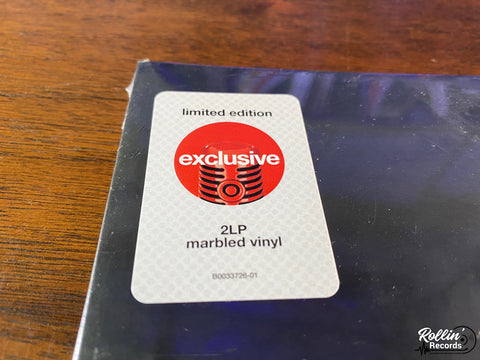 limited edition
exclusive
2LP
marbled vinyl
B0033726-01
Rollin'
Records